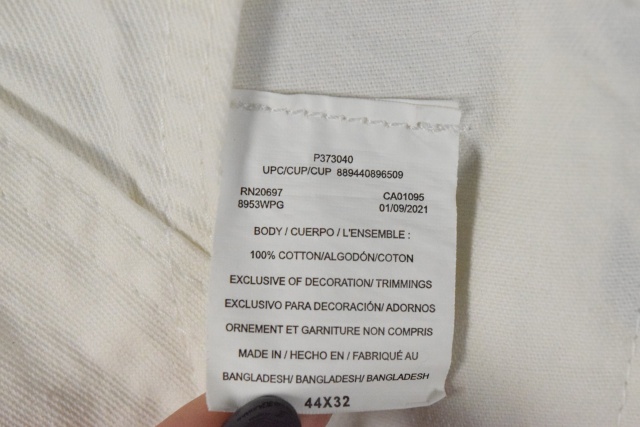 P373040
UPC/CUP/CUP 889440896509
RN20697 CA01095
8953WPG 01/09/2021
BODY / CUERPO / L'ENSEMBLE :
100% COTTON/ALGODÓN/COTON
EXCLUSIVE OF DECORATION/ TRIMMINGS
EXCLUSIVO PARA DECORACIÓN/ ADORNOS
ORNEMENT ET GARNITURE NON COMPRIS
MADE IN / HECHO EN / FABRIQUÉ AU
BANGLADESH/ BANGLADESH/ BANGLADESH
44X32